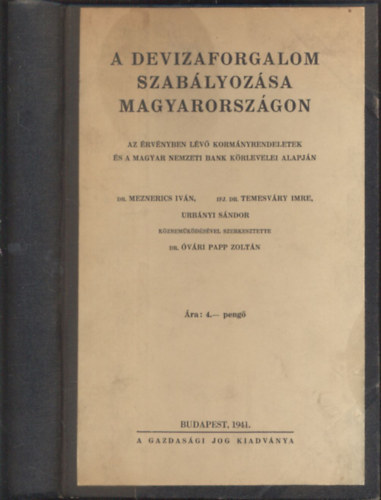 A DEVIZAFORGALOM
SZABÁLYOZÁSA
MAGYARORSZÁGON
AZ ÉRVÉNYBEN LÉVŐ KORMÁNYRENDELETEK
ÉS A MAGYAR NEMZETI BANK KÖRLEVELEI ALAPJÁN
DR. MEZNERICS IVÁN, IFJ. DR. TEMESVÁRY IMRE,
URBÁNYI SÁNDOR
KÖZREMŰKÖDÉSÉVEL SZERKESZTETTE
DR. ÓVÁRI PAPP ZOLTÁN
Ára: 4.— pengő
BUDAPEST, 1941.
A GAZDASÁGI JOG KIADVÁNYA